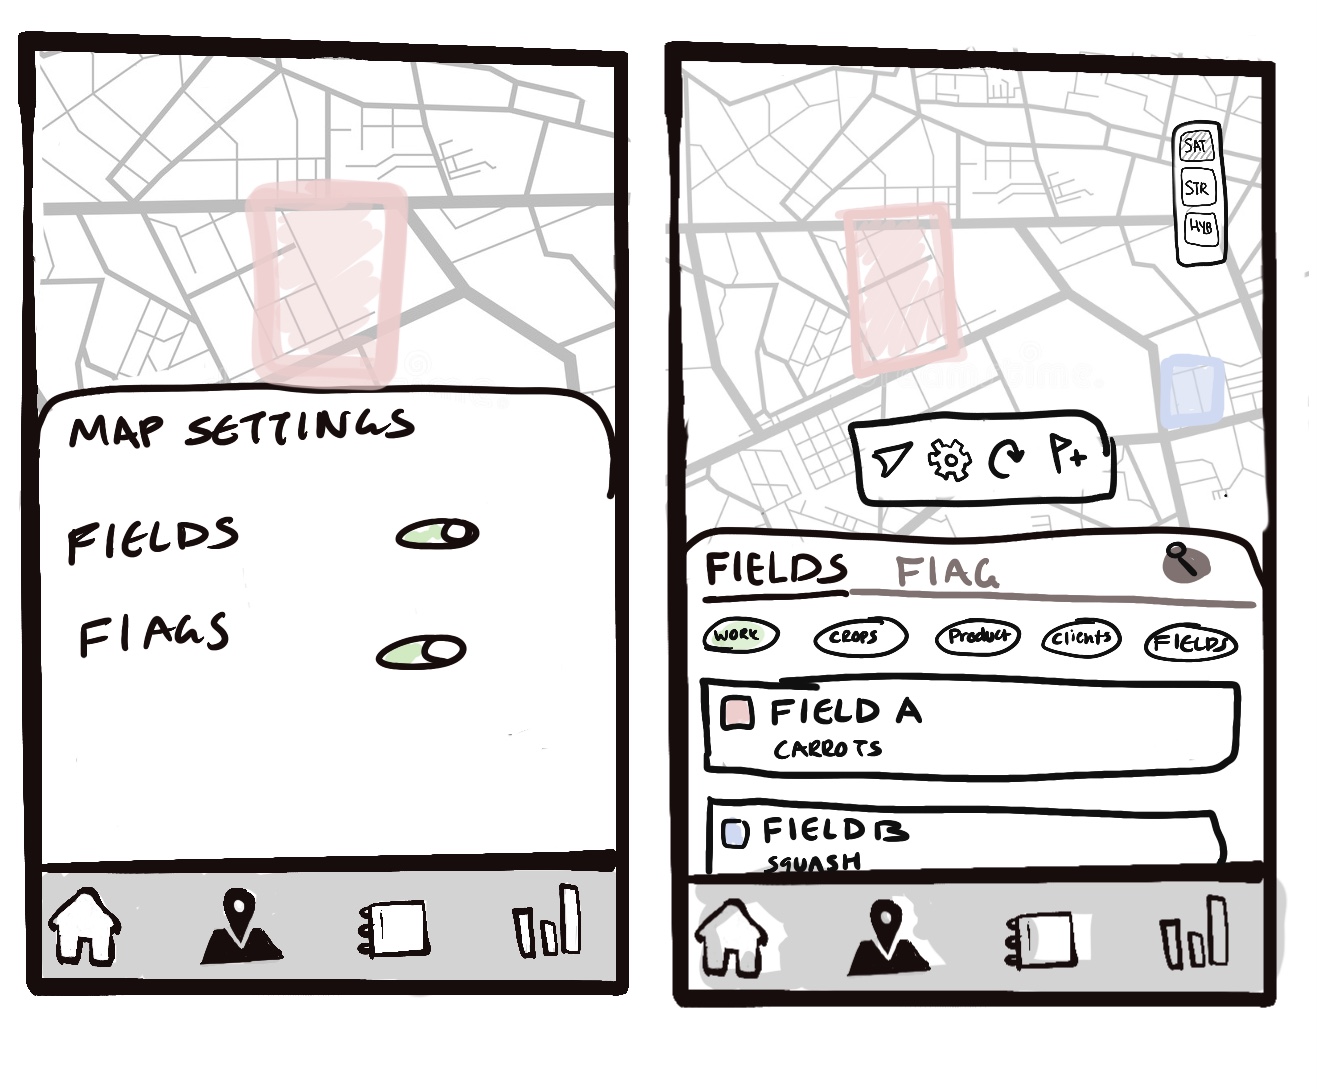 MAP SETTINGS
FIELDS
FlAGS
SAT
STR
HYB
FIELDS FlAG
WORK CROPS Product Clients FIELDS
FIELD A
CARROTS
FIELD B
SQUASH